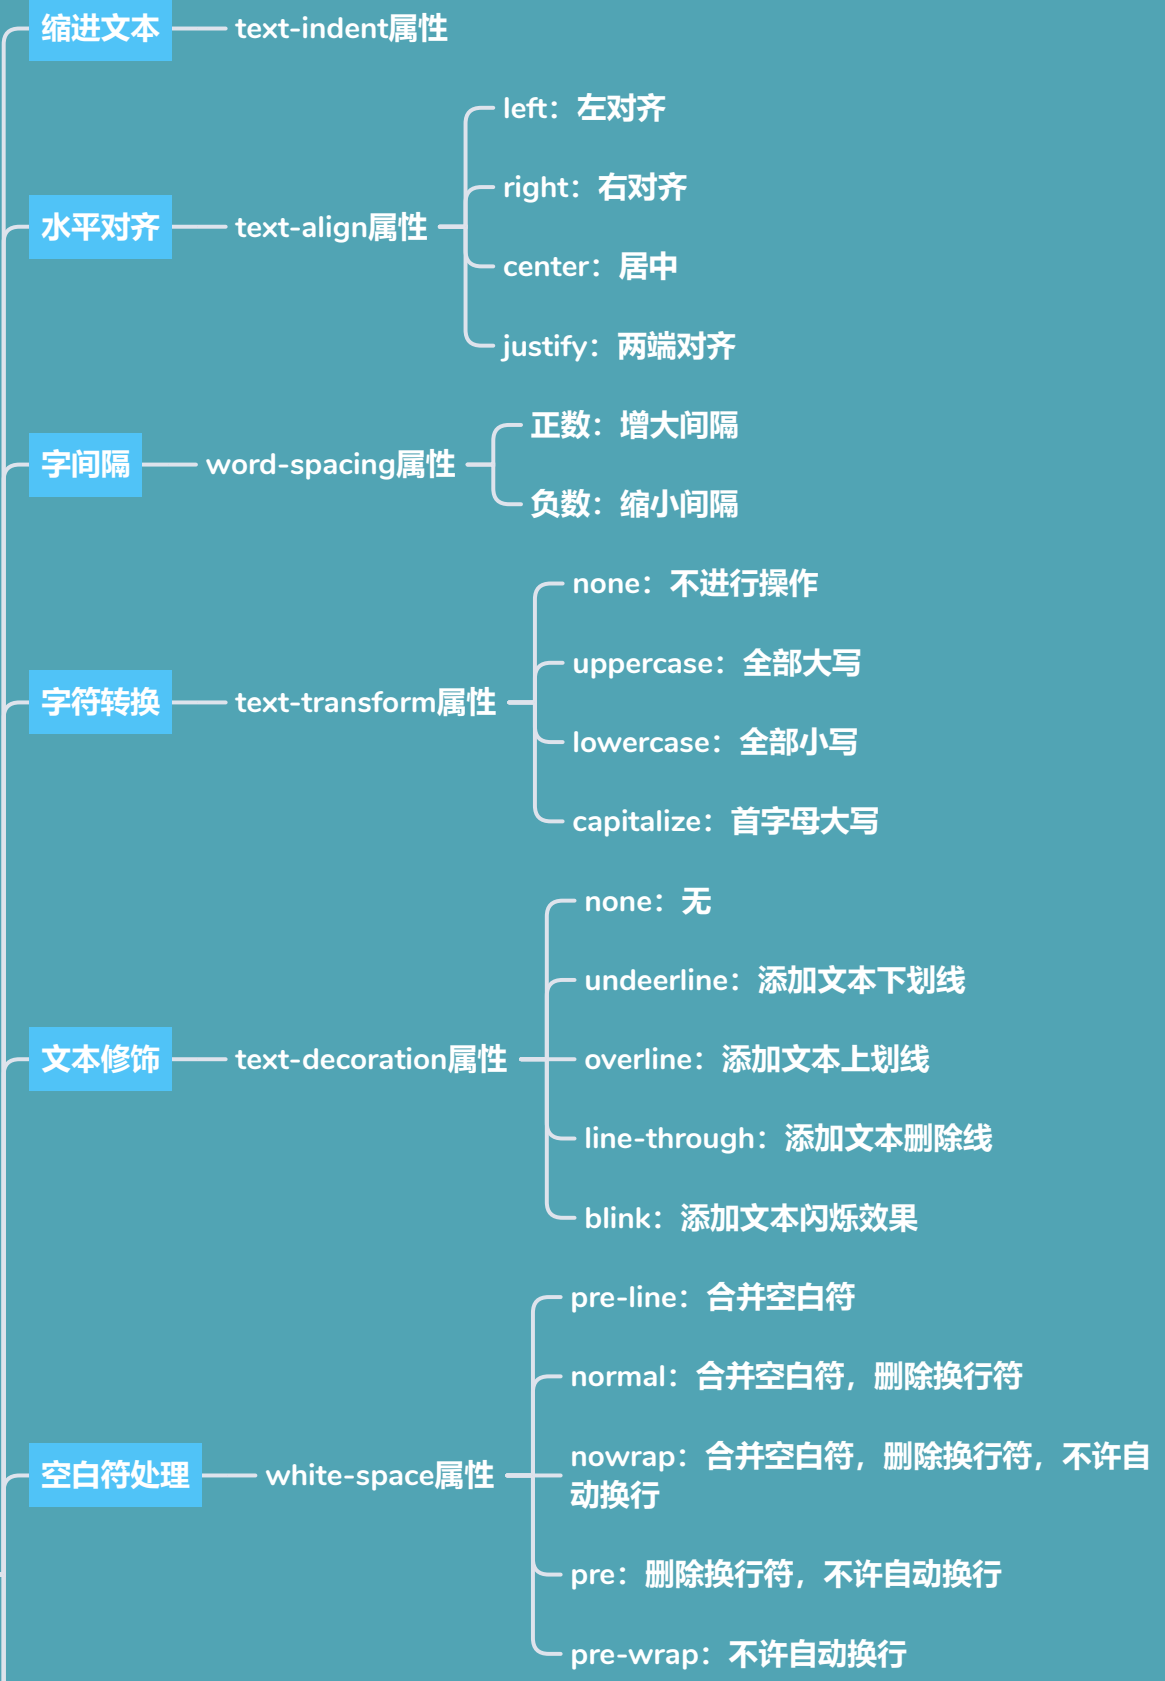 缩进文本
text-indent属性
left：左对齐
right：右对齐
水平对齐
text-align属性
center：居中
justify：两端对齐
正数：增大间隔
字间隔
word-spacing属性
负数：缩小间隔
none：不进行操作
uppercase：全部大写
字符转换
text-transform属性
lowercase：全部小写
capitalize：首字母大写
none：无
undeerline：添加文本下划线
文本修饰
text-decoration属性
overline：添加文本上划线
line-through：添加文本删除线
blink：添加文本闪烁效果
pre-line：合并空白符
normal：合并空白符，删除换行符
空白符处理
white-space属性
nowrap：合并空白符，删除换行符，不许自
动换行
pre：删除换行符，不许自动换行
pre-wrap：不许自动换行